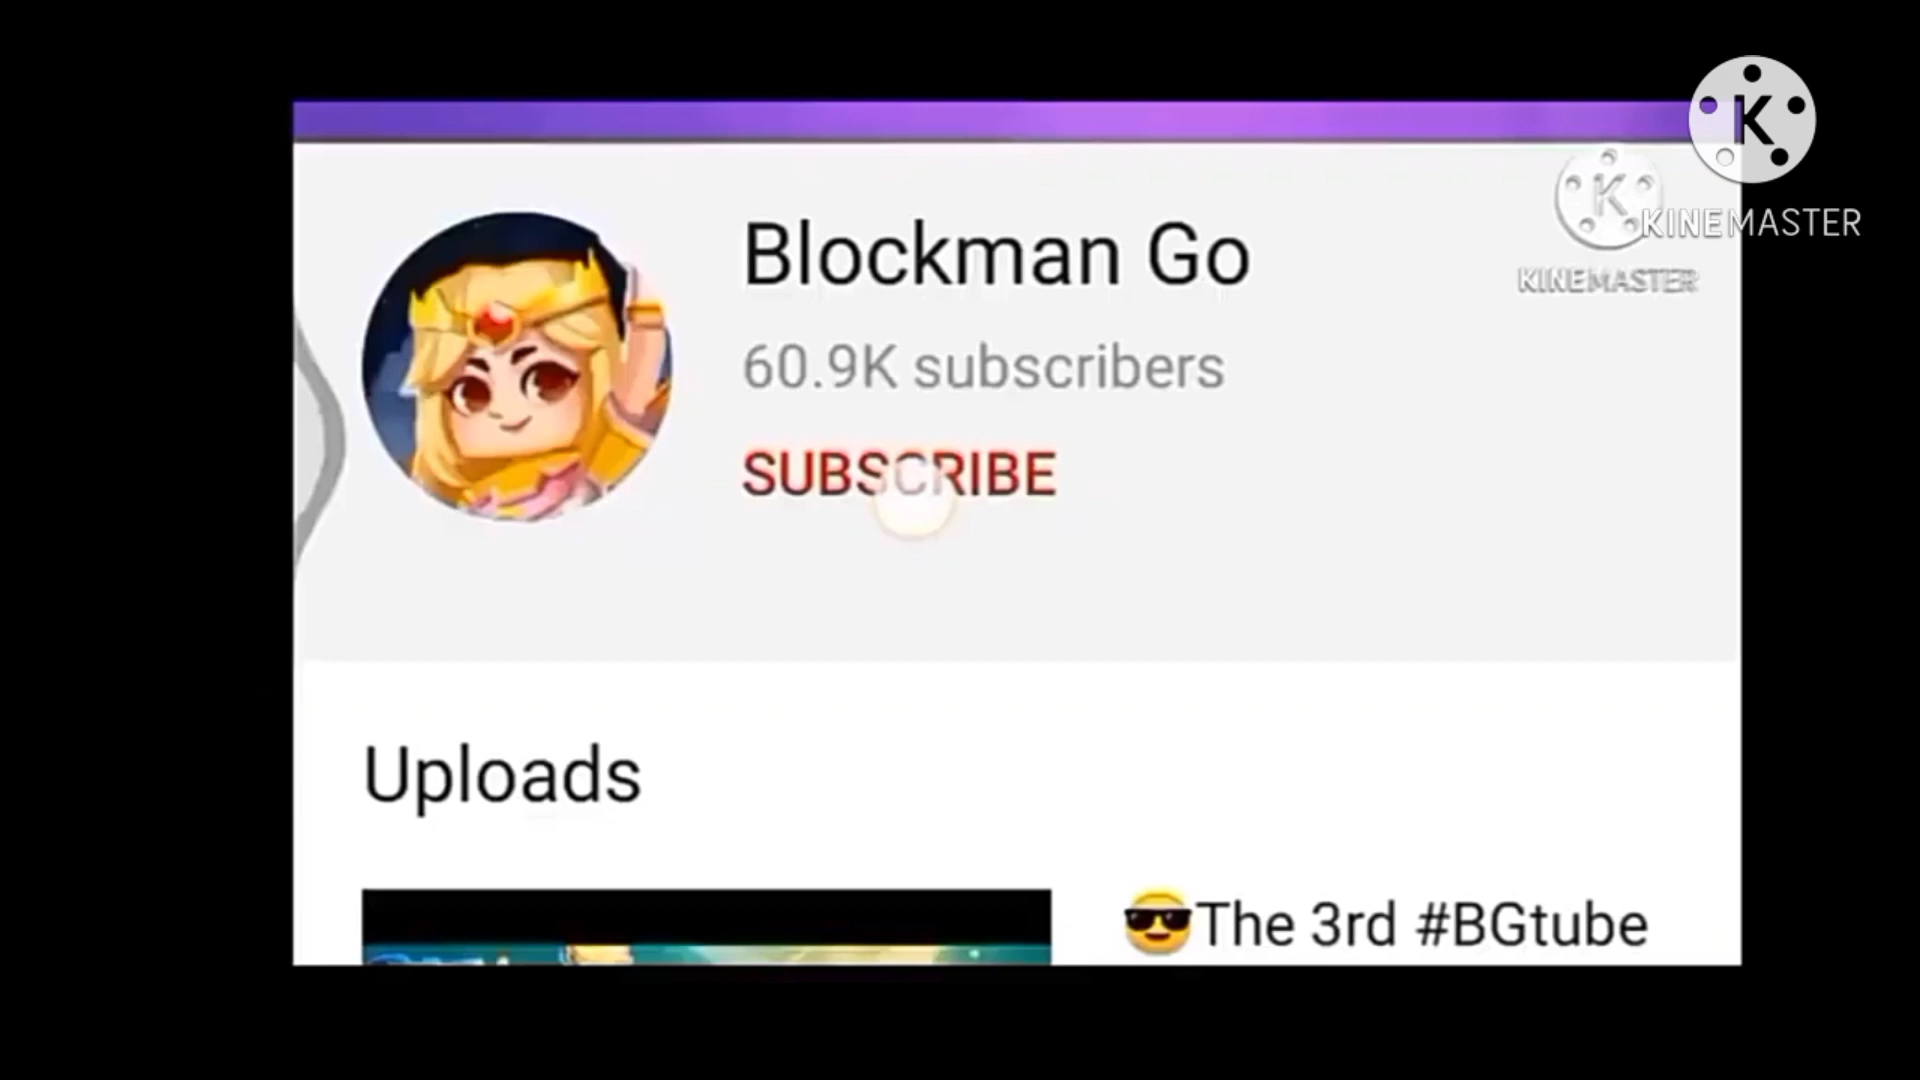 Blockman Go
60.9K subscribers
SUBSCRIBE
K
KINEMASTER
K
KINEMASTER
Uploads
😎The 3rd #BGtube